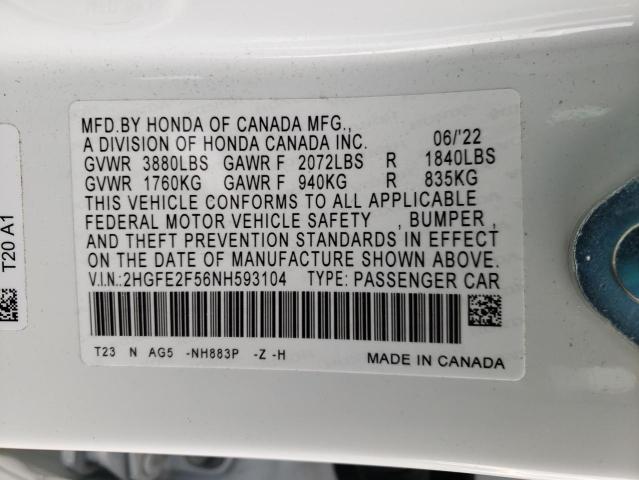 MFD.BY HONDA OF CANADA MFG.,
A DIVISION OF HONDA CANADA INC. 06/'22
GVWR 3880LBS GAWR F 2072LBS R 1840LBS
GVWR 1760KG GAWR F 940KG R 835KG
THIS VEHICLE CONFORMS TO ALL APPLICABLE
FEDERAL MOTOR VEHICLE SAFETY , BUMPER ,
AND THEFT PREVENTION STANDARDS IN EFFECT
ON THE DATE OF MANUFACTURE SHOWN ABOVE.
V.I.N.:2HGFE2F56NH593104 TYPE: PASSENGER CAR
T23 N AG5 -NH883P -Z -H
MADE IN CANADA
T20 A1